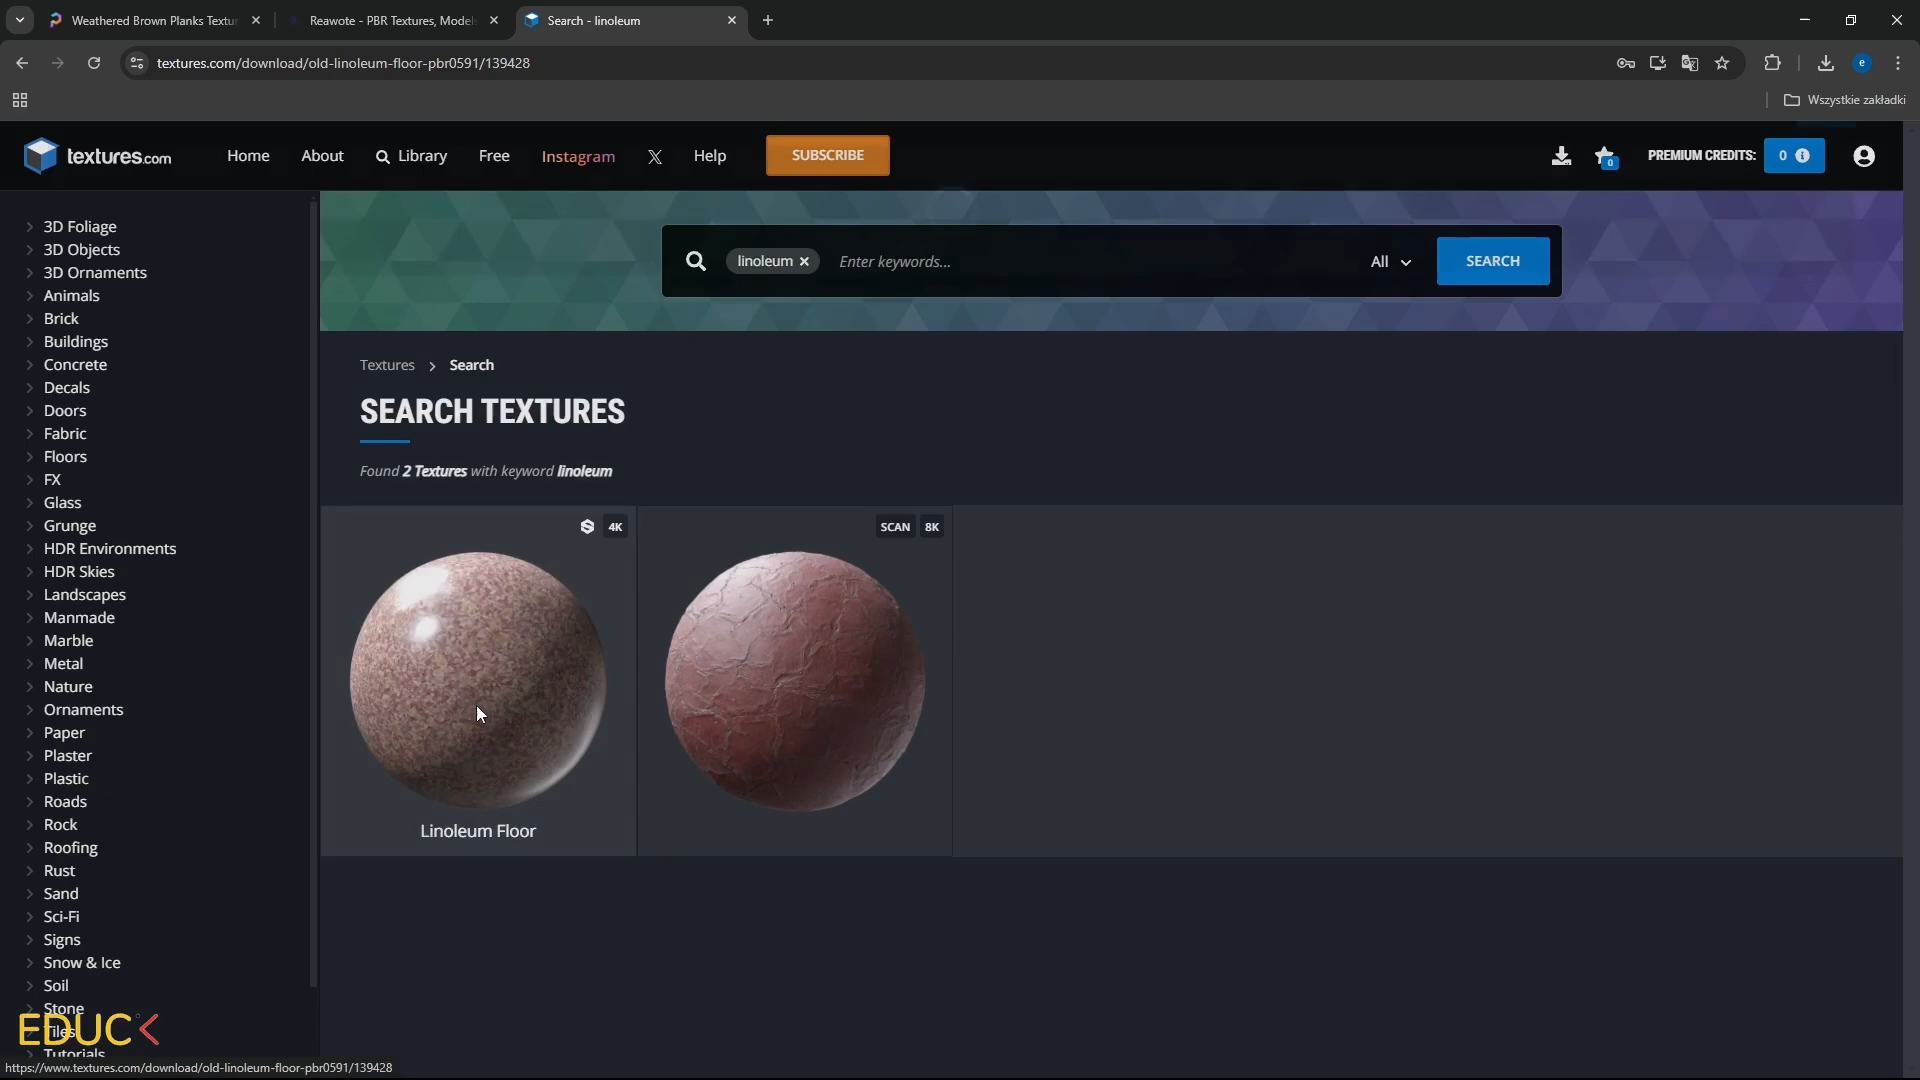 Weathered Brown Planks Textur
Reawote - PBR Textures, Model
Search - linoleum
textures.com/download/old-linoleum-floor-pbr0591/139428
e
Wszystkie zakładki
textures.com
Home
About
Library
Free
Instagram
X
Help
SUBSCRIBE
0
PREMIUM CREDITS:
0
3D Foliage
3D Objects
3D Ornaments
Animals
Brick
Buildings
Concrete
Decals
Doors
Fabric
Floors
FX
Glass
Grunge
HDR Environments
HDR Skies
Landscapes
Manmade
Marble
Metal
Nature
Ornaments
Paper
Plaster
Plastic
Roads
Rock
Roofing
Rust
Sand
Sci-Fi
Signs
Snow & Ice
Soil
Stone
Tiles
Tutorials
linoleum
Enter keywords...
All
SEARCH
Textures > Search
SEARCH TEXTURES
Found 2 Textures with keyword linoleum
4K
SCAN 8K
Linoleum Floor
EDUC
https://www.textures.com/download/old-linoleum-floor-pbr0591/139428